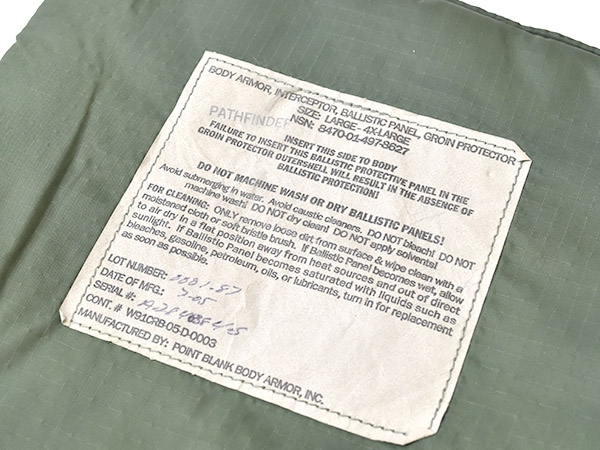 BODY ARMOR, INTERCEPTOR, BALLISTIC PANEL, GROIN PROTECTOR
SIZE: LARGE - 4X-LARGE
NSN: 8470-01-497-8627
PATHFINDER
INSERT THIS SIDE TO BODY
FAILURE TO INSERT THIS BALLISTIC PROTECTIVE PANEL IN THE
GROIN PROTECTOR OUTERSHELL WILL RESULT IN THE ABSENCE OF
BALLISTIC PROTECTION!
DO NOT MACHINE WASH OR DRY BALLISTIC PANELS!
Avoid submerging in water. Avoid caustic cleaners. DO NOT bleach! DO NOT
machine wash! DO NOT dry clean! DO NOT apply solvents!
FOR CLEANING: ONLY remove loose dirt from surface & wipe clean with a
moistened cloth or soft bristle brush. If Ballistic Panel becomes wet, allow
to air dry in a flat position away from heat sources and out of direct
sunlight. If Ballistic Panel becomes saturated with liquids such as
bleaches, gasoline, petroleum, oils, or lubricants, turn in for replacement
as soon as possible.
LOT NUMBER:
DATE OF MFG:
SERIAL #:
CONT. # W91CRB-05-D-0003
MANUFACTURED BY: POINT BLANK BODY ARMOR, INC.